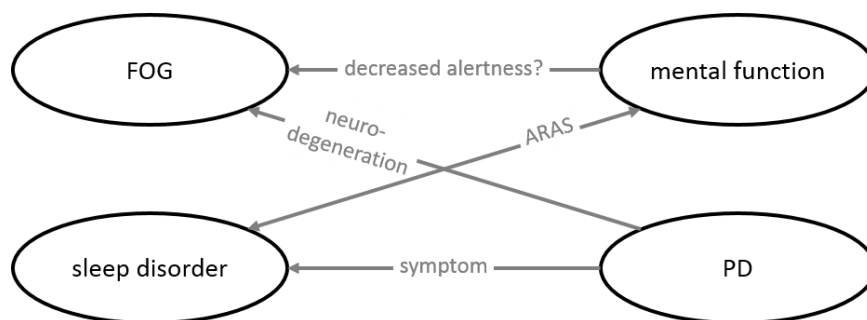 FOG
decreased alertness?
mental function
neuro-
degeneration
ARAS
sleep disorder
symptom
PD